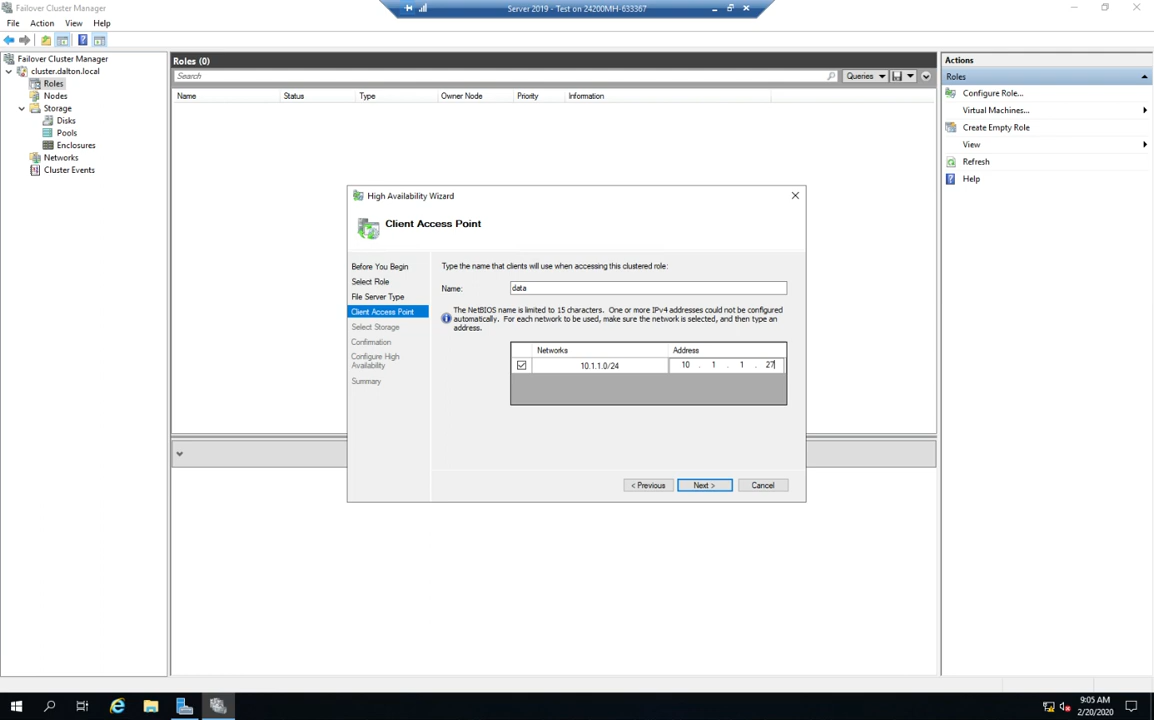 Failover Cluster Manager
Server 2019 - Test on 24200MH-633367
File Action View Help
Failover Cluster Manager
cluster.dalton.local
Roles
Nodes
Storage
Disks
Pools
Enclosures
Networks
Cluster Events
Roles (0)
Search
Queries
Name Status Type Owner Node Priority Information
Actions
Roles
Configure Role...
Virtual Machines...
Create Empty Role
View
Refresh
Help
High Availability Wizard
Client Access Point
Before You Begin
Select Role
File Server Type
Client Access Point
Select Storage
Confirmation
Configure High
Availability
Summary
Type the name that clients will use when accessing this clustered role:
Name: data
The NetBIOS name is limited to 15 characters. One or more IPv4 addresses could not be configured
automatically. For each network to be used, make sure the network is selected, and then type an
address.
Networks Address
10.1.1.0/24 10 . 1 . 1 . 27
< Previous Next > Cancel
9:05 AM
2/20/2020